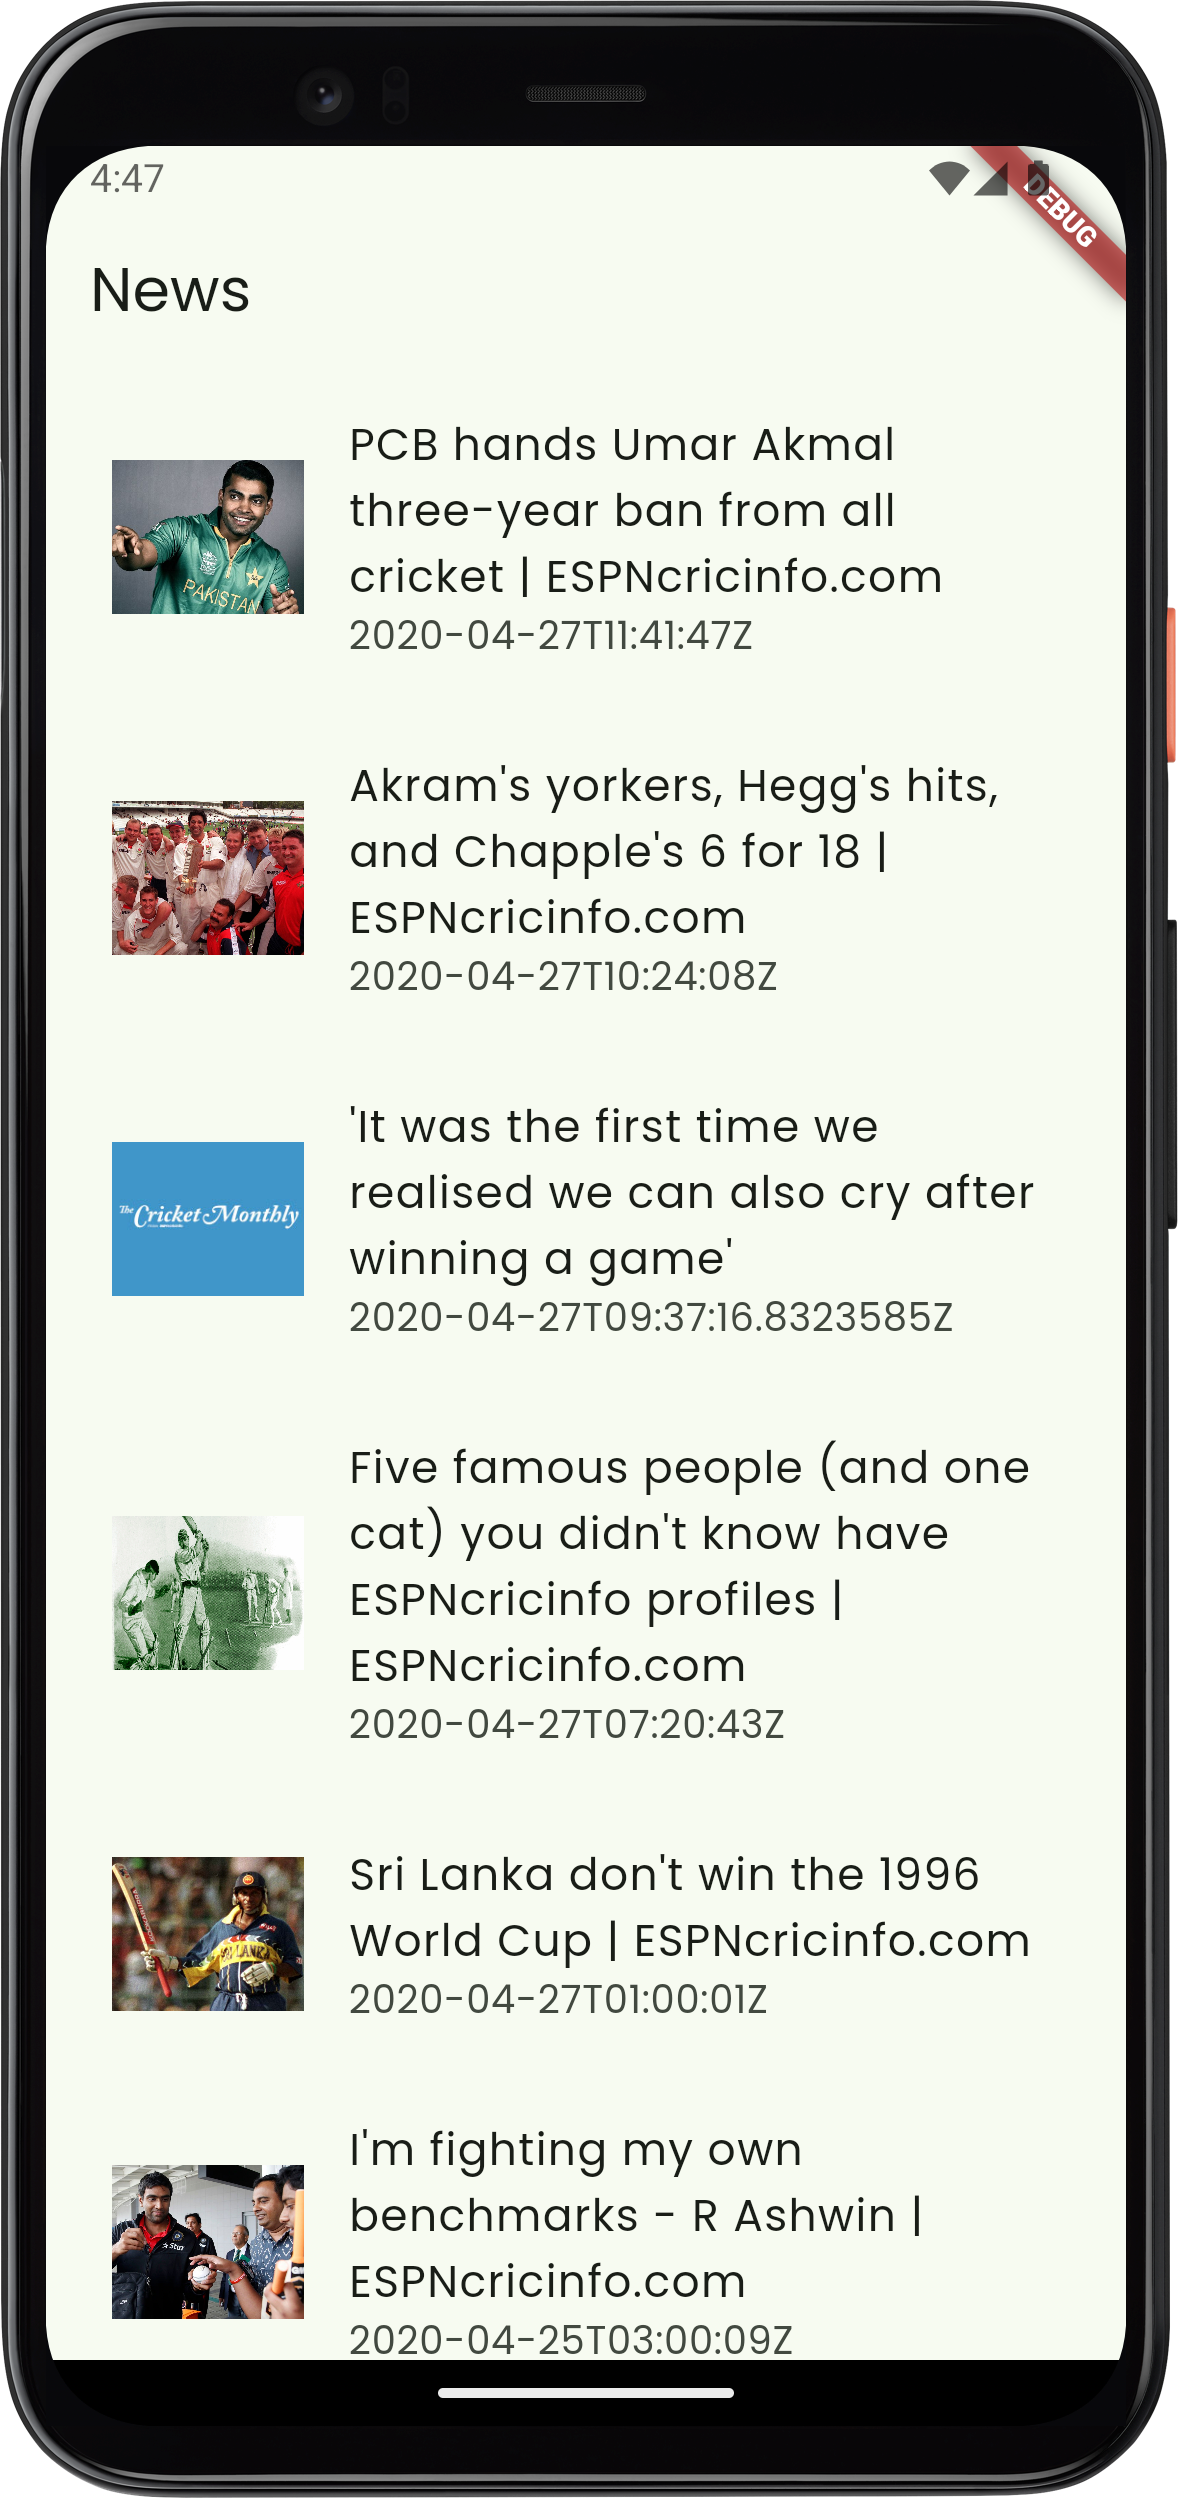 4:47
DEBUG
News
PCB hands Umar Akmal
three-year ban from all
cricket | ESPNcricinfo.com
2020-04-27T11:41:47Z
PAKISTAN
Akram's yorkers, Hegg's hits,
and Chapple's 6 for 18 |
ESPNcricinfo.com
2020-04-27T10:24:08Z
'It was the first time we
realised we can also cry after
winning a game'
2020-04-27T09:37:16.8323585Z
The Cricket Monthly
Five famous people (and one
cat) you didn't know have
ESPNcricinfo profiles |
ESPNcricinfo.com
2020-04-27T07:20:43Z
Sri Lanka don't win the 1996
World Cup | ESPNcricinfo.com
2020-04-27T01:00:01Z
SRI LANKA
I'm fighting my own
benchmarks - R Ashwin |
ESPNcricinfo.com
2020-04-25T03:00:09Z
Star